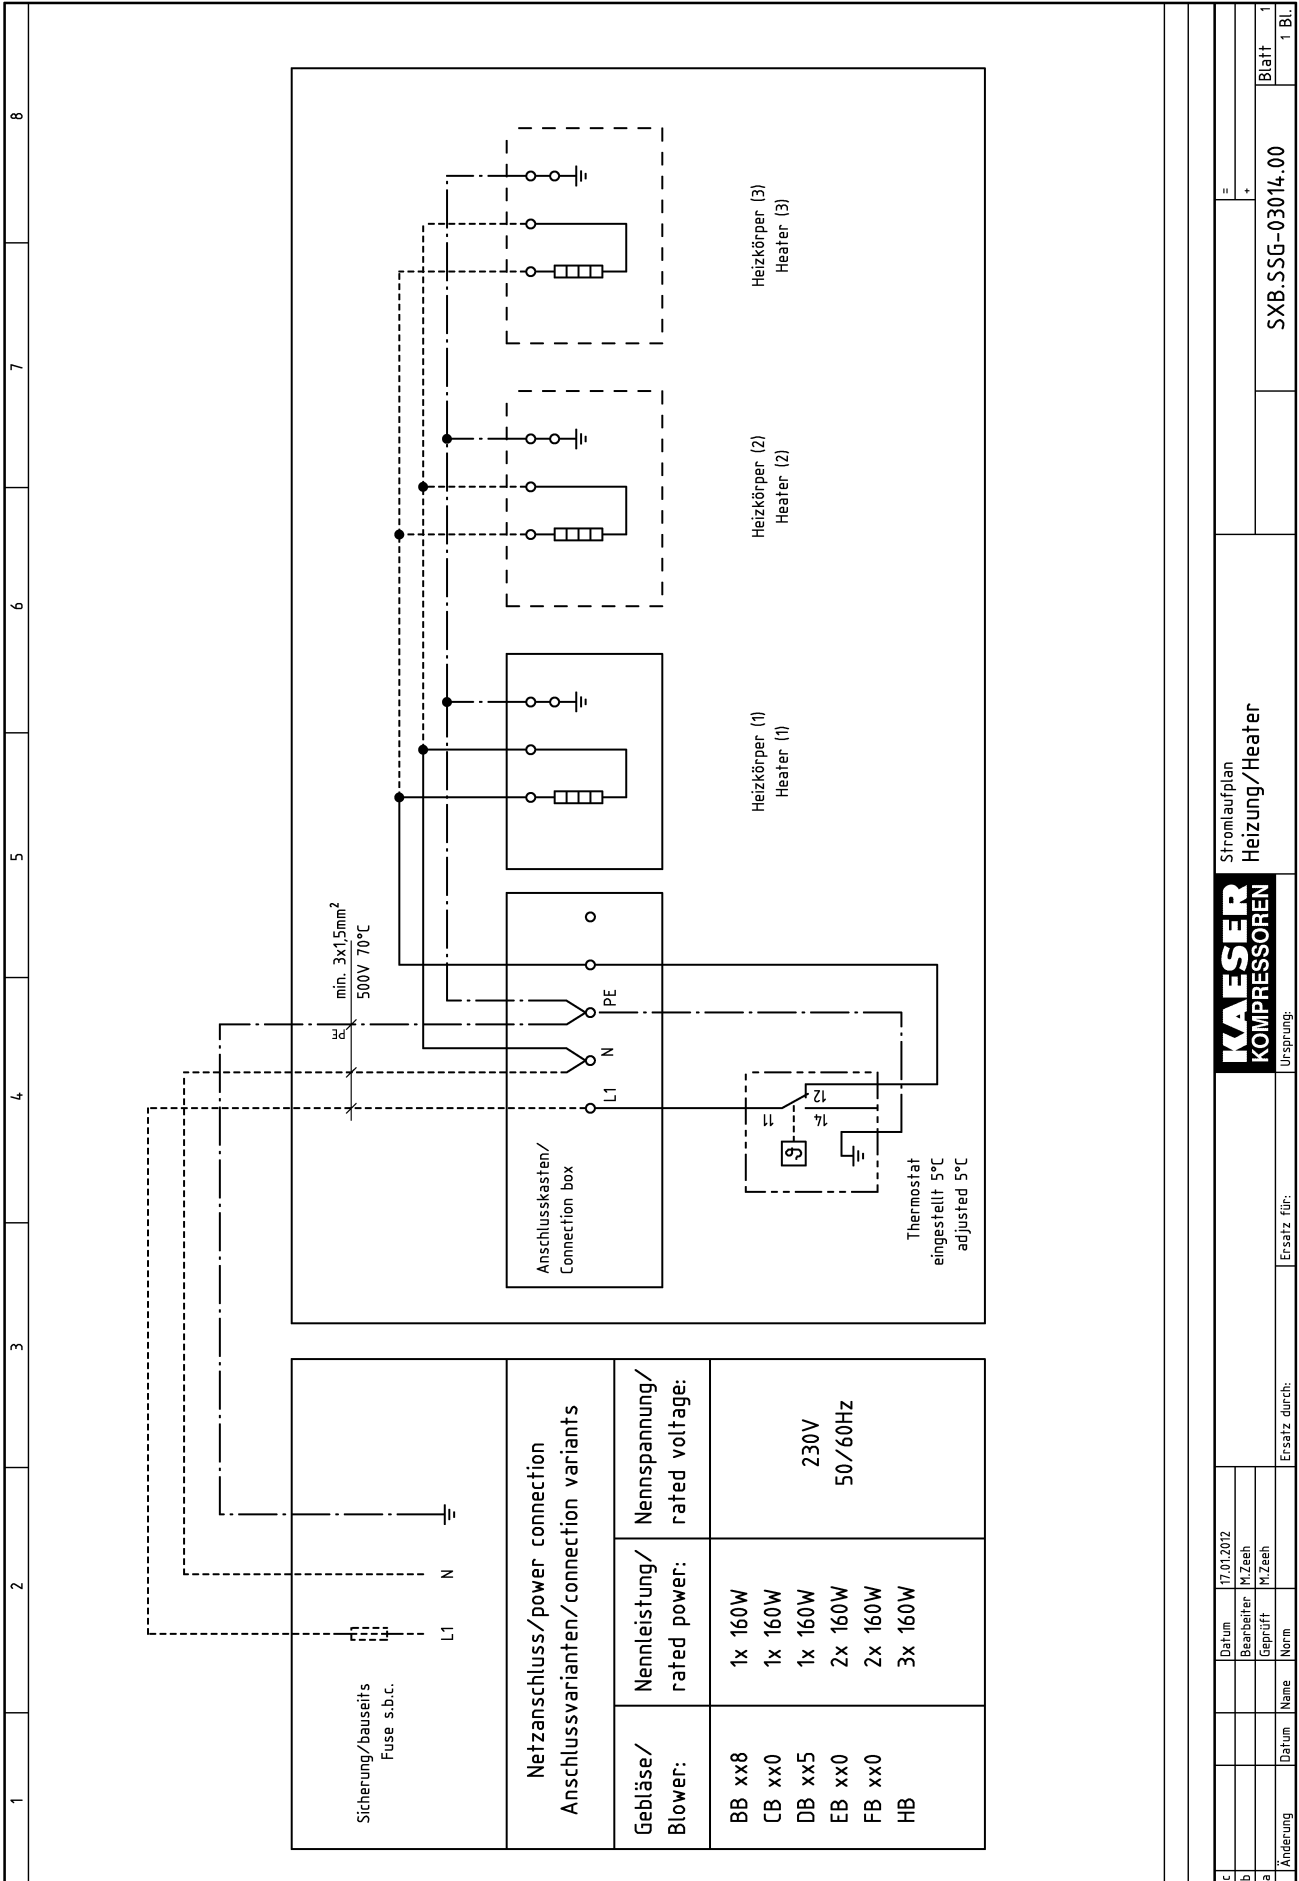 1
2
3
4
5
6
7
8
min. 3x1,5mm²
500V 70°C
PE
Sicherung/bauseits
Fuse s.b.c.
L1
N
Netzanschluss/power connection
Anschlussvarianten/connection variants
Gebläse/
Blower:
Nennleistung/
rated power:
Nennspannung/
rated voltage:
BB xx8 1x 160W
CB xx0 1x 160W
DB xx5 1x 160W
EB xx0 2x 160W
FB xx0 2x 160W
HB 3x 160W
230V
50/60Hz
Anschlusskasten/
Connection box
L1
N
PE
11
12
14
ϑ
Thermostat
eingestellt 5°C
adjusted 5°C
Heizkörper (1)
Heater (1)
Heizkörper (2)
Heater (2)
Heizkörper (3)
Heater (3)
c
b
a
Änderung
Datum
Name
Datum 17.01.2012
Bearbeiter M.Zeeh
Geprüft M.Zeeh
Norm
Ersatz durch:
Ersatz für:
Ursprung:
KAESER
KOMPRESSOREN
Stromlaufplan
Heizung/Heater
=
+
SXB.SSG-03014.00
Blatt 1
1 Bl.